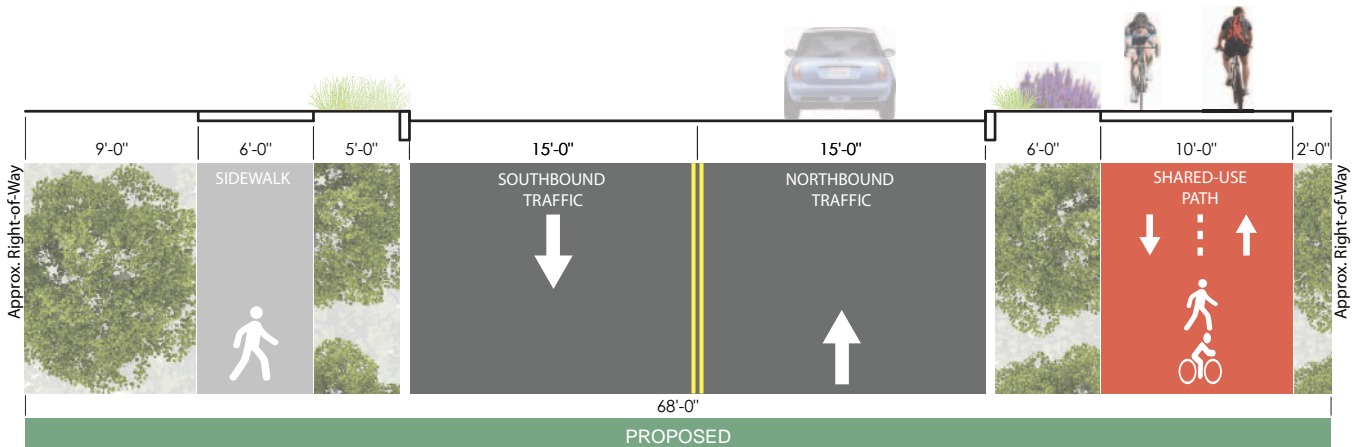 9'-0"
6'-0"
5'-0"
15'-0"
15'-0"
6'-0"
10'-0"
2'-0"
Approx. Right-of-Way
SIDEWALK
SOUTHBOUND
TRAFFIC
NORTHBOUND
TRAFFIC
SHARED-USE
PATH
Approx. Right-of-Way
68'-0"
PROPOSED